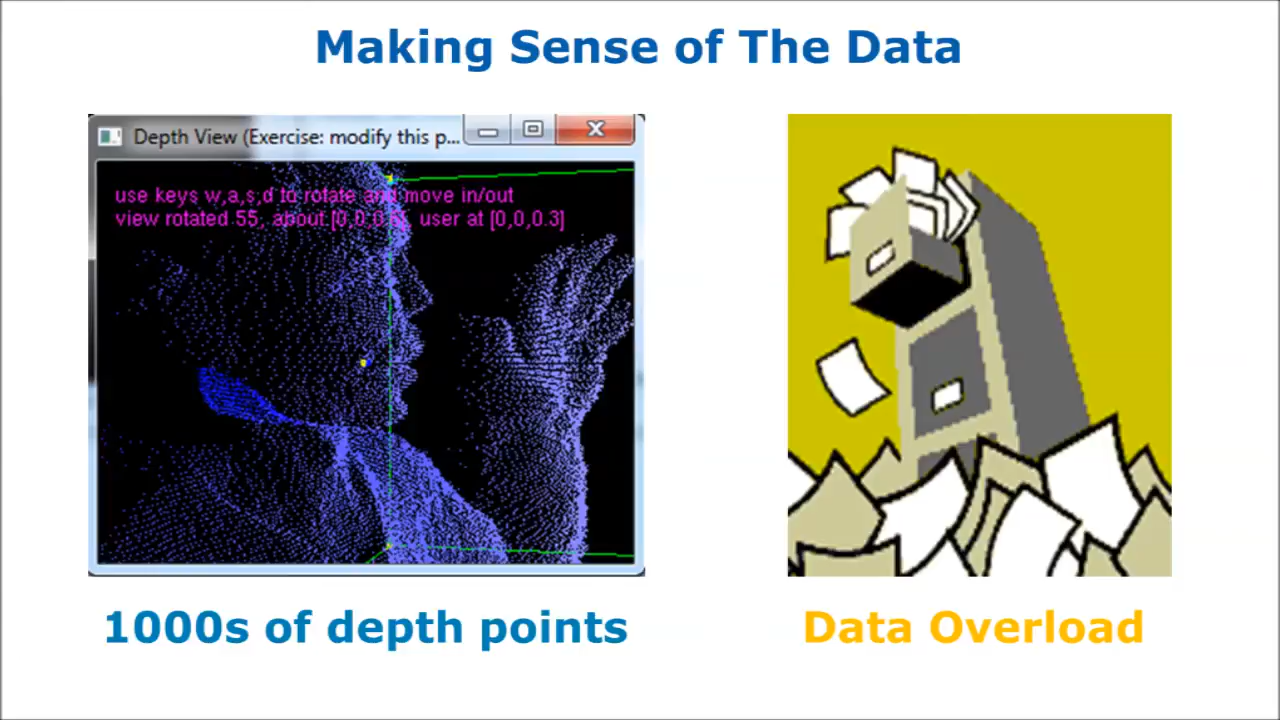 Making Sense of The Data
Depth View (Exercise: modify this p...
use keys w,a,s,d to rotate and move in/out
view rotated 55, about [0,0,0. user at [0,0,0.3]
1000s of depth points
Data Overload